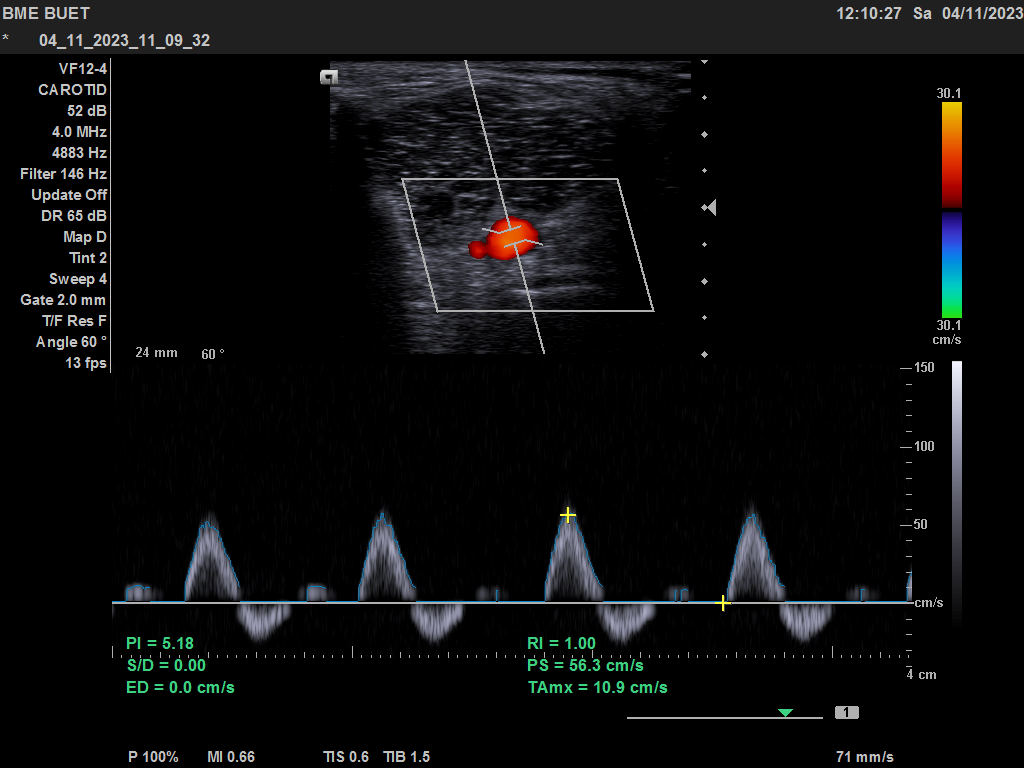 BME BUET
12:10:27 Sa 04/11/2023
* 04_11_2023_11_09_32
VF12-4
CAROTID
52 dB
4.0 MHz
4883 Hz
Filter 146 Hz
Update Off
DR 65 dB
Map D
Tint 2
Sweep 4
Gate 2.0 mm
T/F Res F
Angle 60 °
13 fps
24 mm 60 °
30.1
30.1
cm/s
150
100
50
cm/s
4 cm
PI = 5.18
S/D = 0.00
ED = 0.0 cm/s
RI = 1.00
PS = 56.3 cm/s
TAmx = 10.9 cm/s
1
P 100% MI 0.66 TIS 0.6 TIB 1.5 71 mm/s